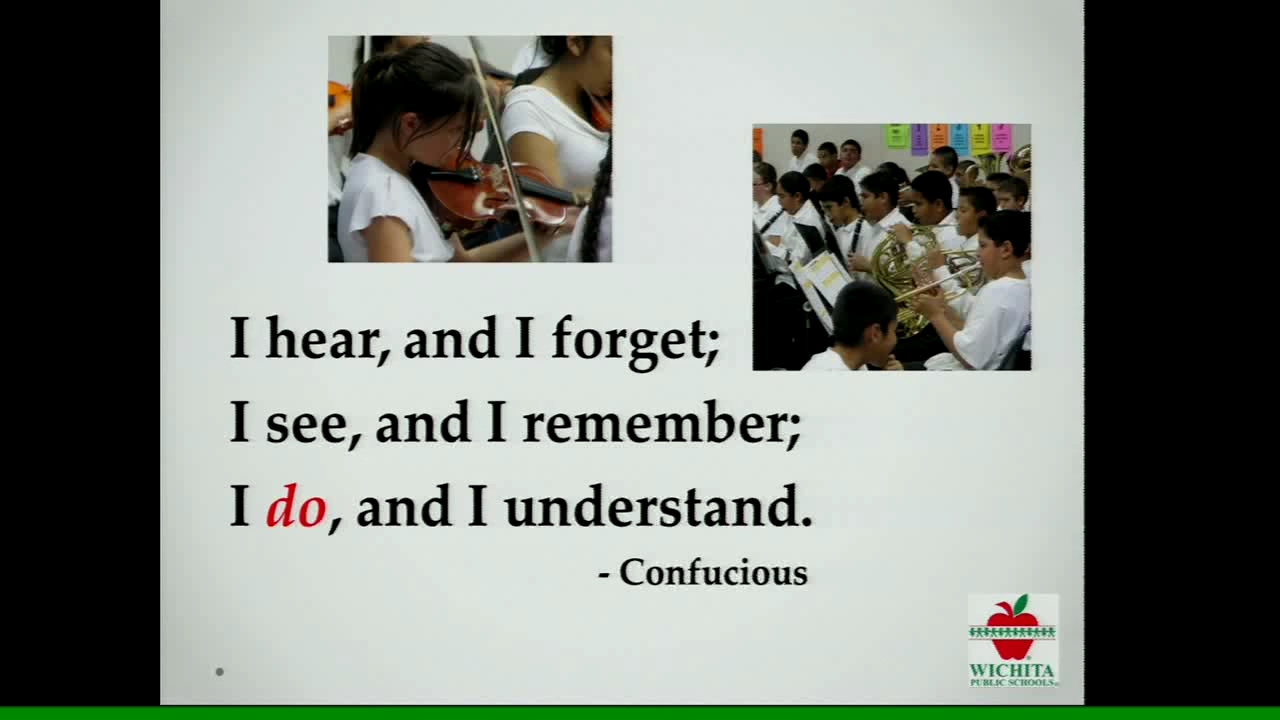 I hear, and I forget;
I see, and I remember;
I do, and I understand.
- Confucious
WICHITA
PUBLIC SCHOOLS